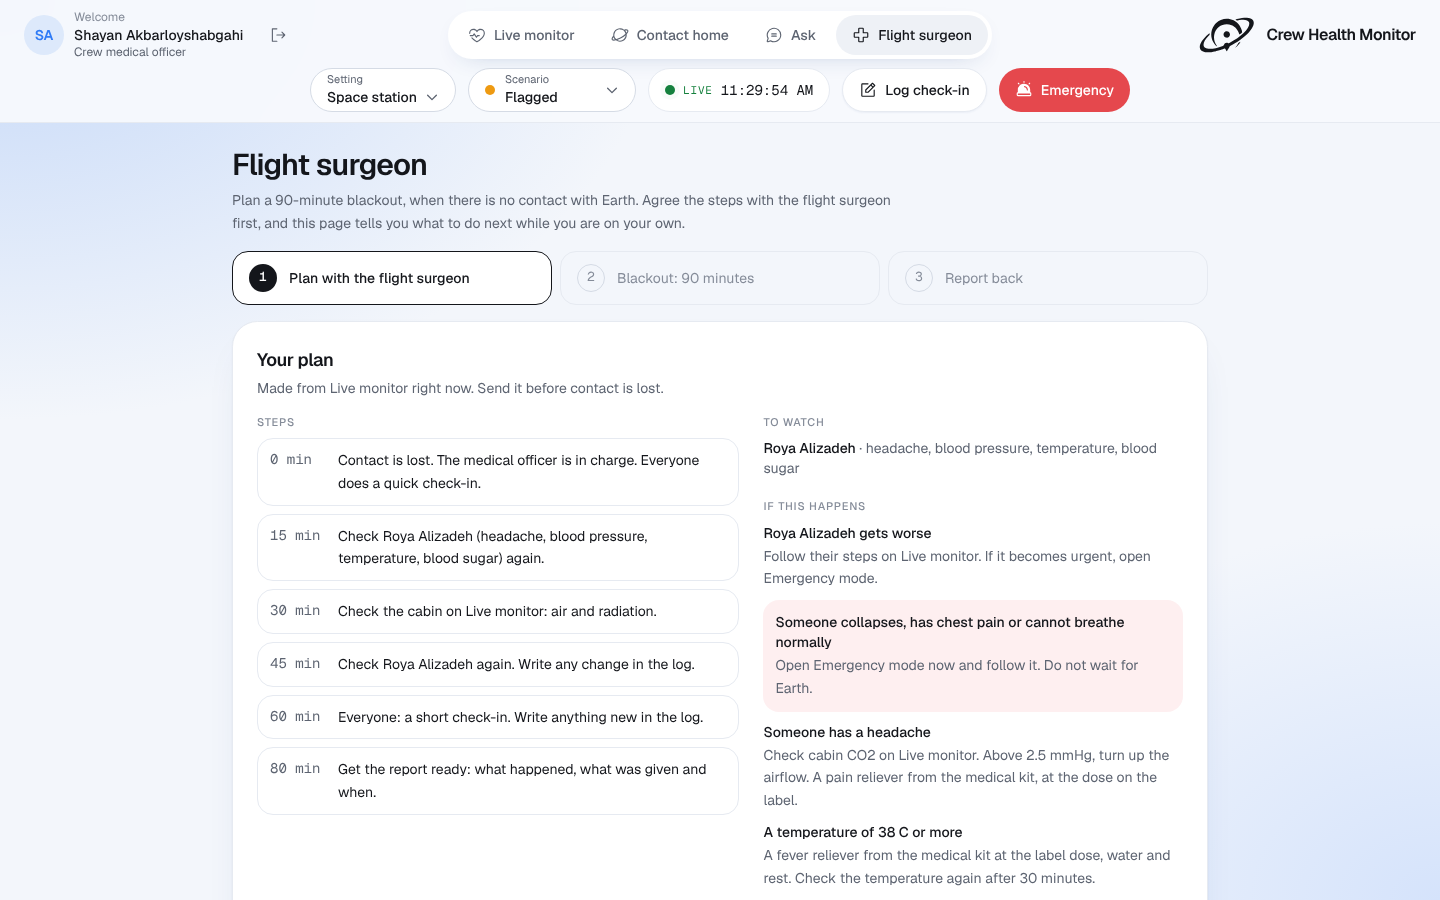 SA
Welcome
Shayan Akbarloyshabgahi
Crew medical officer
Live monitor
Contact home
Ask
Flight surgeon
Crew Health Monitor
Setting
Space station
Scenario
Flagged
LIVE 11:29:54 AM
Log check-in
Emergency
Flight surgeon
Plan a 90-minute blackout, when there is no contact with Earth. Agree the steps with the flight surgeon
first, and this page tells you what to do next while you are on your own.
1 Plan with the flight surgeon
2 Blackout: 90 minutes
3 Report back
Your plan
Made from Live monitor right now. Send it before contact is lost.
STEPS
0 min Contact is lost. The medical officer is in charge. Everyone
does a quick check-in.
15 min Check Roya Alizadeh (headache, blood pressure,
temperature, blood sugar) again.
30 min Check the cabin on Live monitor: air and radiation.
45 min Check Roya Alizadeh again. Write any change in the log.
60 min Everyone: a short check-in. Write anything new in the log.
80 min Get the report ready: what happened, what was given and
when.
TO WATCH
Roya Alizadeh · headache, blood pressure, temperature, blood
sugar
IF THIS HAPPENS
Roya Alizadeh gets worse
Follow their steps on Live monitor. If it becomes urgent, open
Emergency mode.
Someone collapses, has chest pain or cannot breathe
normally
Open Emergency mode now and follow it. Do not wait for
Earth.
Someone has a headache
Check cabin CO2 on Live monitor. Above 2.5 mmHg, turn up the
airflow. A pain reliever from the medical kit, at the dose on the
label.
A temperature of 38 C or more
A fever reliever from the medical kit at the label dose, water and
rest. Check the temperature again after 30 minutes.